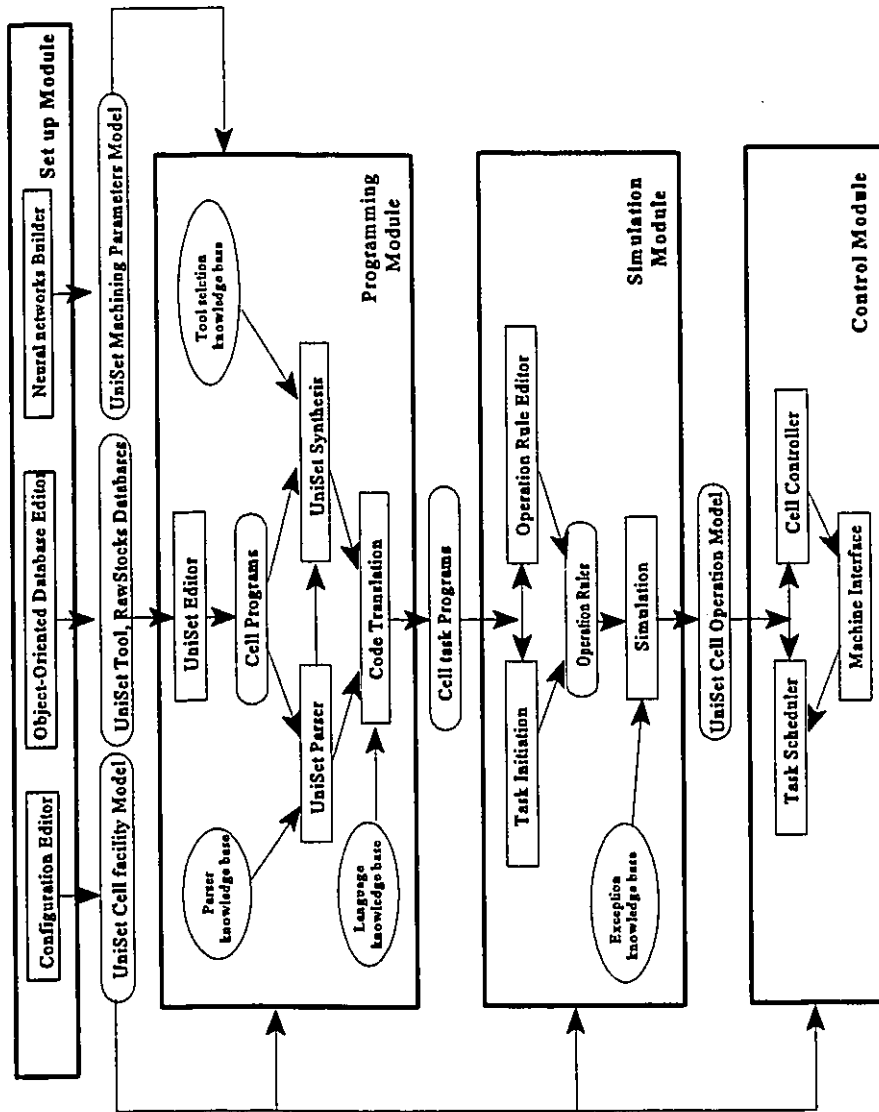 Set up Module
Configuration Editor
Object-Oriented Database Editor
Neural networks Builder
UniSet Cell facility Model
UniSet Tool, RawStocks Databases
UniSet Machining Parameters Model
UniSet Editor
Tool selction
knowledge base
Cell Programs
Parser
knowledge base
UniSet Parser
UniSet Synthesis
Language
knowledge base
Code Translation
Programming
Module
Cell task Programs
Task Initiation
Operation Rule Editor
Operation Rules
Exception
knowledge base
Simulation
Simulation
Module
UniSet Cell Operation Model
Task Scheduler
Cell Controller
Machine Interface
Control Module